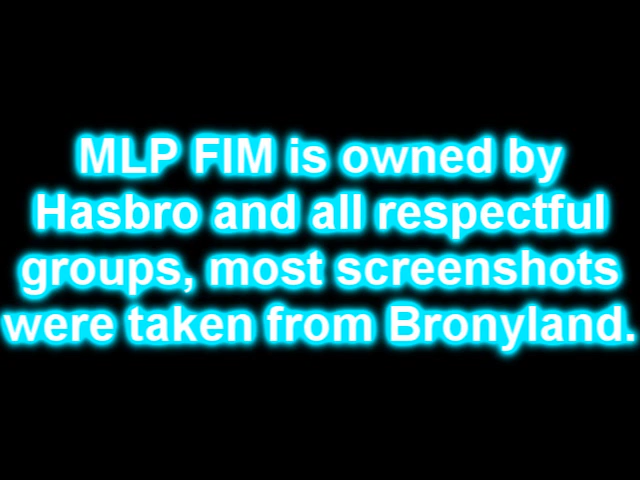 MLP FIM is owned by
Hasbro and all respectful
groups, most screenshots
were taken from Bronyland.